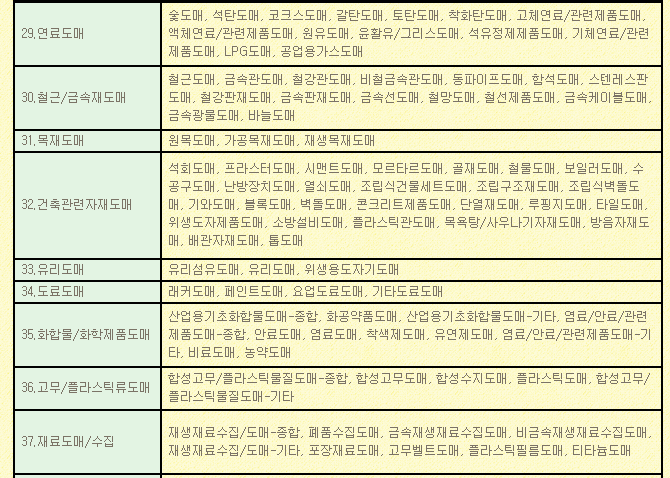 29.연료도매
숯도매, 석탄도매, 코크스도매, 갈탄도매, 토탄도매, 착화탄도매, 고체연료/관련제품도매,
액체연료/관련제품도매, 원유도매, 윤활유/그리스도매, 석유정제제품도매, 기체연료/관련
제품도매, LPG도매, 공업용가스도매
30.철근/금속재도매
철근도매, 금속관도매, 철강관도매, 비철금속관도매, 동파이프도매, 함석도매, 스텐레스판
도매, 철강판재도매, 금속판재도매, 금속선도매, 철망도매, 철선제품도매, 금속케이블도매,
금속광물도매, 바늘도매
31.목재도매
원목도매, 가공목재도매, 재생목재도매
32.건축관련자재도매
석회도매, 프라스터도매, 시맨트도매, 모르타르도매, 골재도매, 철물도매, 보일러도매, 수
공구도매, 난방장치도매, 열쇠도매, 조립식건물세트도매, 조립구조재도매, 조립식벽돌도
매, 기와도매, 블록도매, 벽돌도매, 콘크리트제품도매, 단열재도매, 루핑지도매, 타일도매,
위생도자제품도매, 소방설비도매, 플라스틱관도매, 목욕탕/사우나기자재도매, 방음자재도
매, 배관자재도매, 톱도매
33.유리도매
유리섬유도매, 유리도매, 위생용도자기도매
34.도료도매
래커도매, 페인트도매, 요업도료도매, 기타도료도매
35.화합물/화학제품도매
산업용기초화합물도매-종합, 화공약품도매, 산업용기초화합물도매-기타, 염료/안료/관련
제품도매-종합, 안료도매, 염료도매, 착색제도매, 유연제도매, 염료/안료/관련제품도매-기
타, 비료도매, 농약도매
36.고무/플라스틱류도매
합성고무/플라스틱물질도매-종합, 합성고무도매, 합성수지도매, 플라스틱도매, 합성고무/
플라스틱물질도매-기타
37.재료도매/수집
재생재료수집/도매-종합, 폐품수집도매, 금속재생재료수집도매, 비금속재생재료수집도매,
재생재료수집/도매-기타, 포장재료도매, 고무벨트도매, 플라스틱필름도매, 티타늄도매